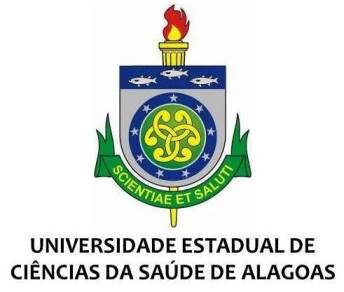 SCIENTIAE ET SALUTI
UNIVERSIDADE ESTADUAL DE
CIÊNCIAS DA SAÚDE DE ALAGOAS